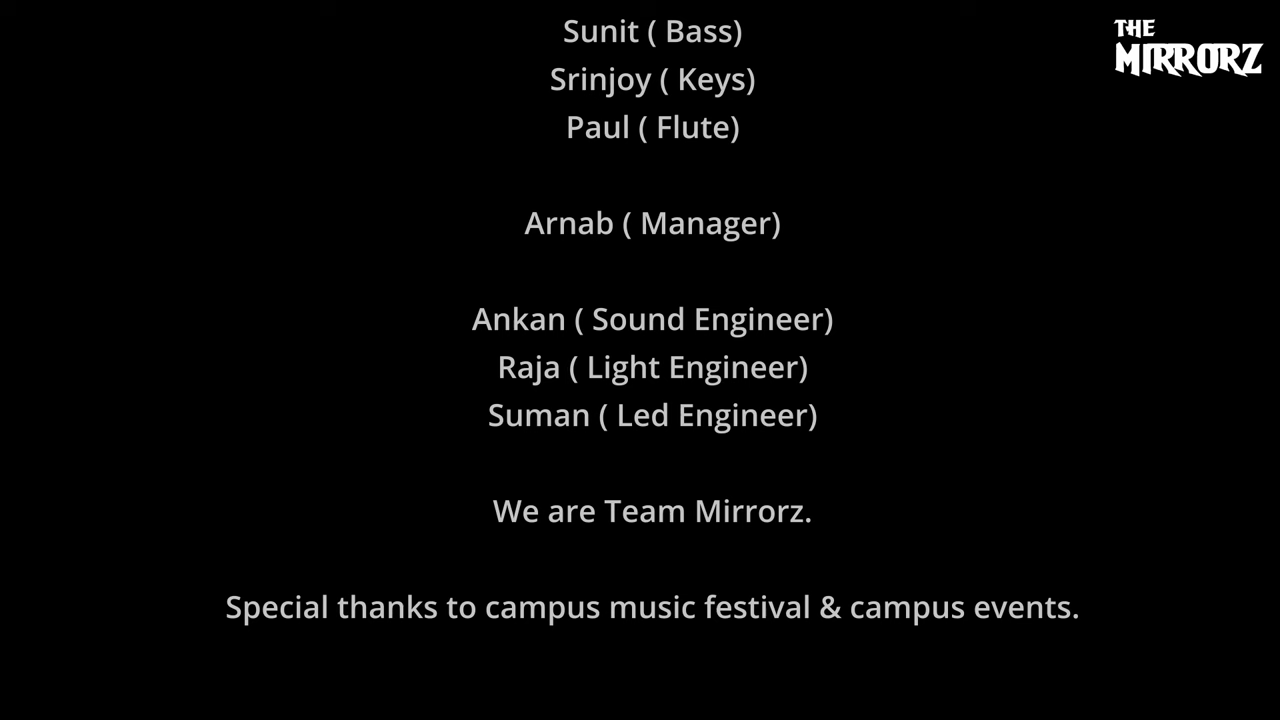 Sunit ( Bass)
Srinjoy ( Keys)
Paul ( Flute)
Arnab ( Manager)
Ankan ( Sound Engineer)
Raja ( Light Engineer)
Suman ( Led Engineer)
We are Team Mirrorz.
Special thanks to campus music festival & campus events.
THE
MIRRORZ